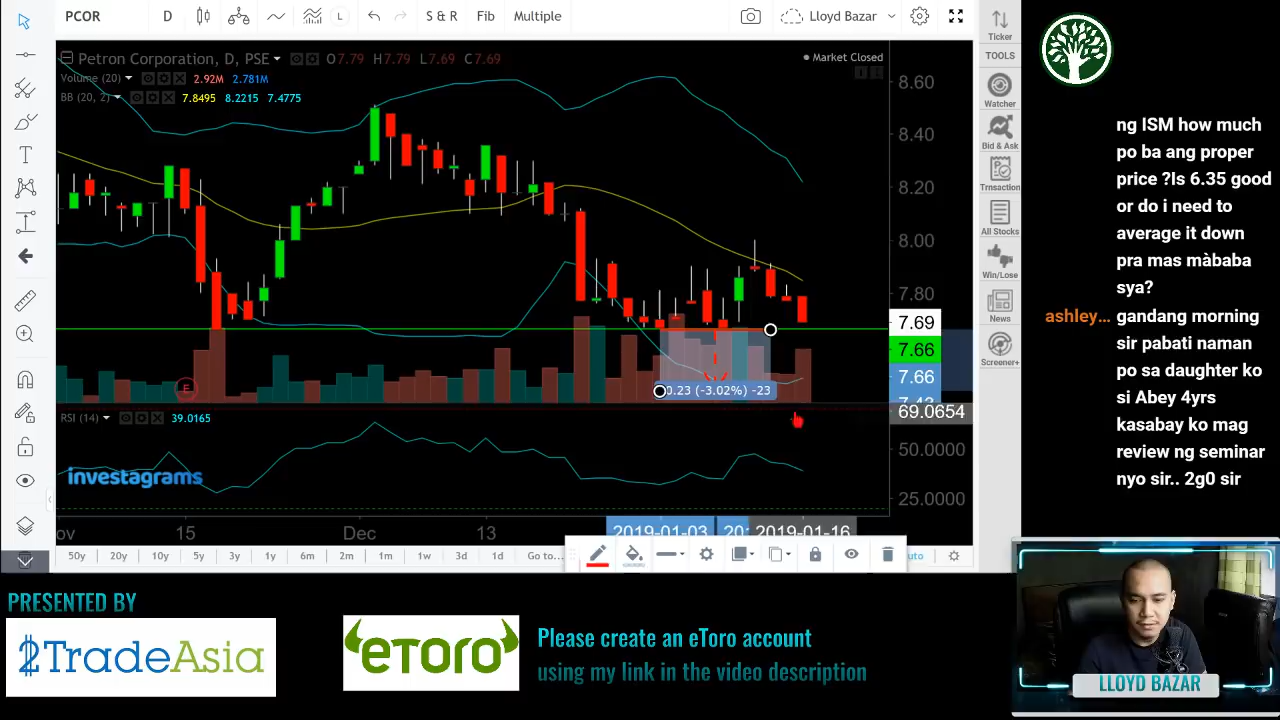 PCOR D L S & R Fib Multiple Lloyd Bazar
Petron Corporation, D, PSE O7.79 H7.79 L7.69 C7.69
Market Closed
Volume (20) 2.92M 2.781M
BB (20, 2) 7.8495 8.2215 7.4775
8.60
8.40
8.20
8.00
7.80
7.69
7.66
7.66
E
0.23 (-3.02%) -23
69.0654
RSI (14) 39.0165
50.0000
25.0000
investagrams
15 Dec 13 2019-01-03 2019-01-16
50y 20y 10y 5y 3y 1y 6m 2m 1m 1w 3d 1d Go to... auto
Ticker
TOOLS
Watcher
Bid & Ask
Trnsaction
All Stocks
Win/Lose
News
Screener+
ng ISM how much
po ba ang proper
price ?Is 6.35 good
or do i need to
average it down
pra mas màbaba
sya?
ashley… gandang morning
sir pabati naman
po sa daughter ko
si Abey 4yrs
kasabay ko mag
review ng seminar
nyo sir.. 2g0 sir
PRESENTED BY
2TradeAsia
eToro
Please create an eToro account
using my link in the video description
LLOYD BAZAR